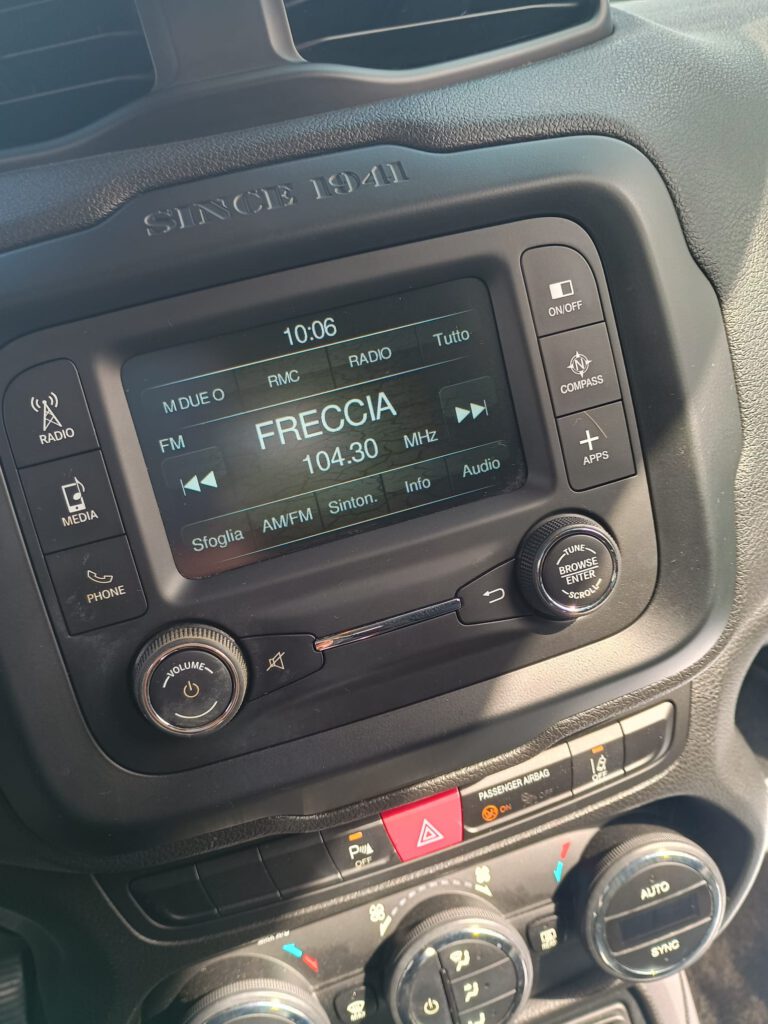 SINCE 1941
10:06
M DUE O RMC RADIO Tutto
FM
FRECCIA
104.30 MHz
Sfoglia AM/FM Sinton. Info Audio
RADIO
MEDIA
PHONE
ON/OFF
N
COMPASS
APPS
VOLUME
TUNE
BROWSE
ENTER
SCROLL
PASSENGER AIRBAG
ON OFF
OFF
P
OFF
AUTO
SYNC